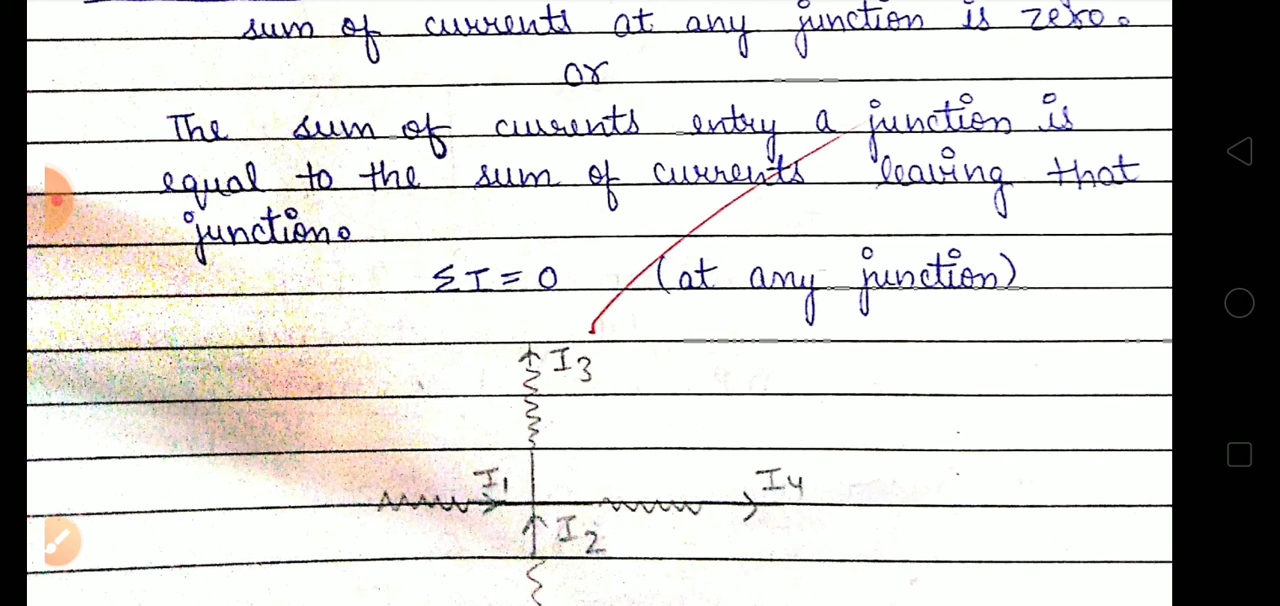 sum of currents at any junction is zero.
or
The sum of currents entry a junction is
equal to the sum of currents leaving that
junction.
ΣI = 0 (at any junction)
I3
I1 I4
I2